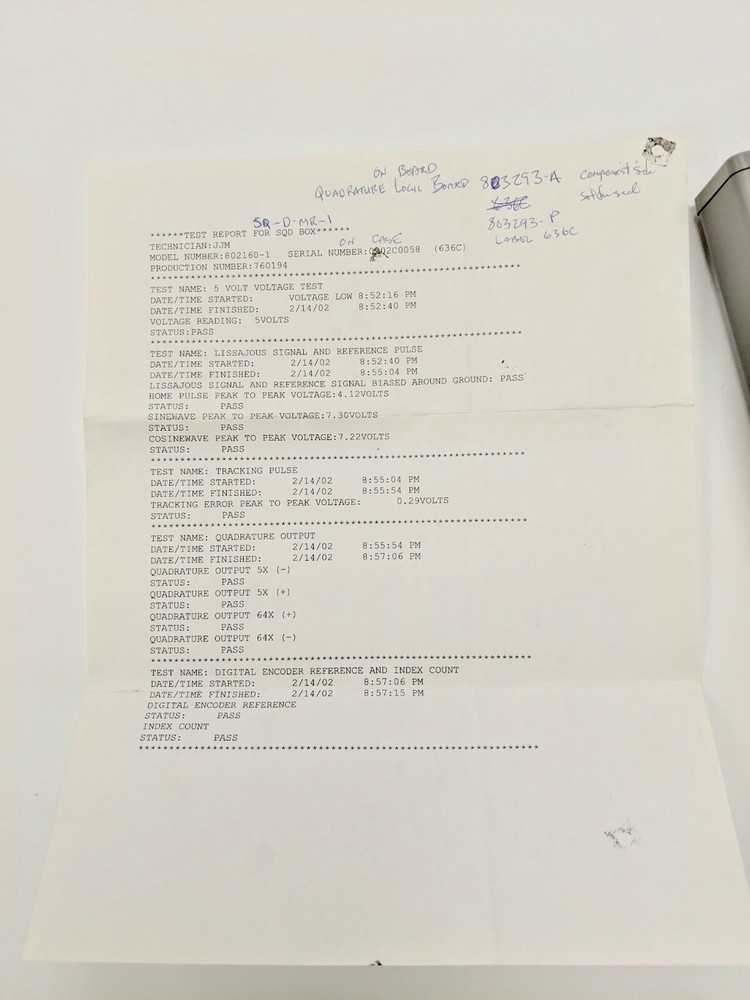 ON BOARD
QUADRATURE LOGIC BOARD 803293-A component side
803293-P
LABEL 636C
SQ-D-MR-1
******TEST REPORT FOR SQD BOX******
TECHNICIAN:JJM
ON CASE
MODEL NUMBER:802160-1 SERIAL NUMBER:0202C0058 (636C)
PRODUCTION NUMBER:760194
TEST NAME: 5 VOLT VOLTAGE TEST
DATE/TIME STARTED: VOLTAGE LOW 8:52:16 PM
DATE/TIME FINISHED: 2/14/02 8:52:40 PM
VOLTAGE READING: 5VOLTS
STATUS:PASS
TEST NAME: LISSAJOUS SIGNAL AND REFERENCE PULSE
DATE/TIME STARTED: 2/14/02 8:52:40 PM
DATE/TIME FINISHED: 2/14/02 8:55:04 PM
LISSAJOUS SIGNAL AND REFERENCE SIGNAL BIASED AROUND GROUND: PASS
HOME PULSE PEAK TO PEAK VOLTAGE:4.12VOLTS
STATUS: PASS
SINEWAVE PEAK TO PEAK VOLTAGE:7.30VOLTS
STATUS: PASS
COSINEWAVE PEAK TO PEAK VOLTAGE:7.22VOLTS
STATUS: PASS
TEST NAME: TRACKING PULSE
DATE/TIME STARTED: 2/14/02 8:55:04 PM
DATE/TIME FINISHED: 2/14/02 8:55:54 PM
TRACKING ERROR PEAK TO PEAK VOLTAGE: 0.29VOLTS
STATUS: PASS
TEST NAME: QUADRATURE OUTPUT
DATE/TIME STARTED: 2/14/02 8:55:54 PM
DATE/TIME FINISHED: 2/14/02 8:57:06 PM
QUADRATURE OUTPUT 5X (-)
STATUS: PASS
QUADRATURE OUTPUT 5X (+)
STATUS: PASS
QUADRATURE OUTPUT 64X (+)
STATUS: PASS
QUADRATURE OUTPUT 64X (-)
STATUS: PASS
TEST NAME: DIGITAL ENCODER REFERENCE AND INDEX COUNT
DATE/TIME STARTED: 2/14/02 8:57:06 PM
DATE/TIME FINISHED: 2/14/02 8:57:15 PM
DIGITAL ENCODER REFERENCE
STATUS: PASS
INDEX COUNT
STATUS: PASS